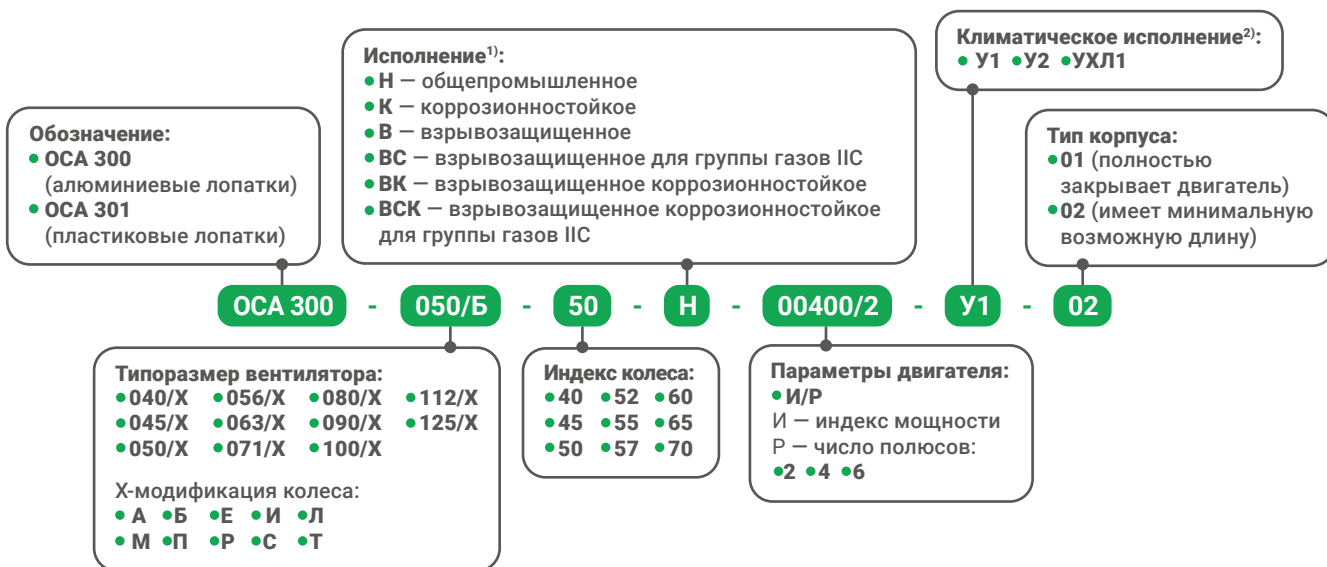 Обозначение:
• ОСА 300
(алюминиевые лопатки)
• ОСА 301
(пластиковые лопатки)
Исполнение¹⁾:
• Н — общепромышленное
• К — коррозионностойкое
• В — взрывозащищенное
• ВС — взрывозащищенное для группы газов IIC
• ВК — взрывозащищенное коррозионностойкое
• ВСК — взрывозащищенное коррозионностойкое
для группы газов IIC
Климатическое исполнение²⁾:
• У1 • У2 • УХЛ1
Тип корпуса:
• 01 (полностью
закрывает двигатель)
• 02 (имеет минимальную
возможную длину)
ОСА 300 - 050/Б - 50 - Н - 00400/2 - У1 - 02
Типоразмер вентилятора:
• 040/Х • 056/Х • 080/Х • 112/Х
• 045/Х • 063/Х • 090/Х • 125/Х
• 050/Х • 071/Х • 100/Х
Х-модификация колеса:
• А • Б • Е • И • Л
• М • П • Р • С • Т
Индекс колеса:
• 40 • 52 • 60
• 45 • 55 • 65
• 50 • 57 • 70
Параметры двигателя:
• И/Р
И — индекс мощности
Р — число полюсов:
• 2 • 4 • 6